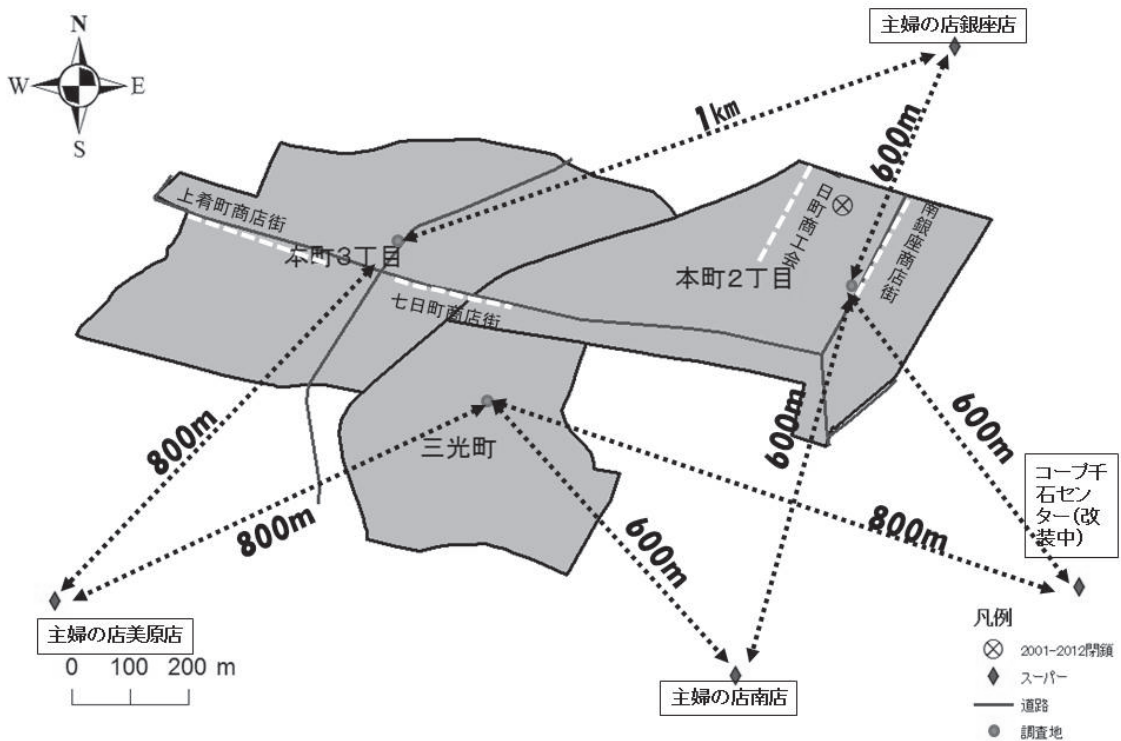 N
W
E
S
主婦の店銀座店
1km
600m
上肴町商店街
本町3丁目
七日町商店街
日町商工会
南銀座商店街
本町2丁目
三光町
800m
800m
600m
600m
600m
800m
コープ千
石セン
ター(改
装中)
主婦の店美原店
0 100 200 m
主婦の店南店
凡例
2001-2012閉鎖
スーパー
道路
調査地